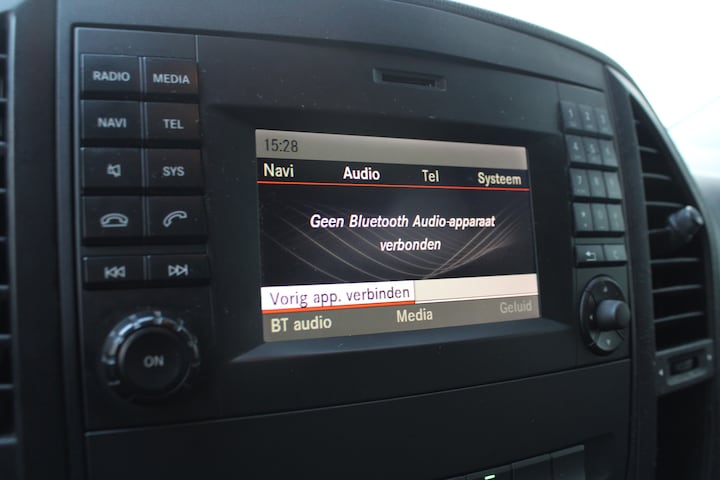 RADIO MEDIA
NAVI TEL
SYS
ON
15:28
Navi Audio Tel Systeem
Geen Bluetooth Audio-apparaat
verbonden
Vorig app. verbinden
BT audio Media Geluid